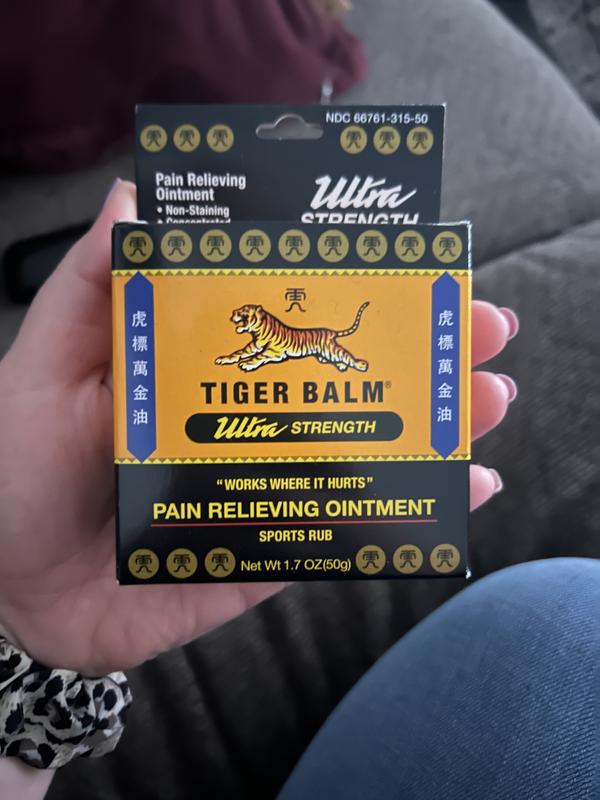 NDC 66761-315-50
Pain Relieving
Ointment
• Non-Staining
• Concentrated
Ultra
STRENGTH
虎標萬金油
虎標萬金油
TIGER BALM®
Ultra STRENGTH
"WORKS WHERE IT HURTS"
PAIN RELIEVING OINTMENT
SPORTS RUB
Net Wt 1.7 OZ(50g)